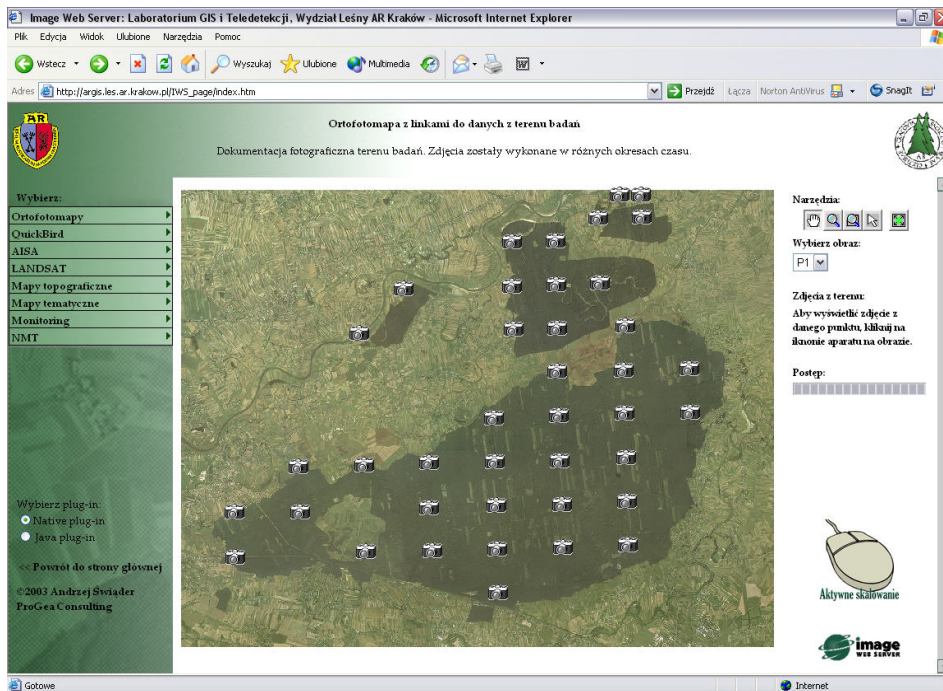 Image Web Server: Laboratorium GIS i Teledetekcji, Wydział Leśny AR Kraków - Microsoft Internet Explorer
Plik Edycja Widok Ulubione Narzędzia Pomoc
Wstecz Wyszukaj Ulubione Multimedia
Adres http://argis.les.ar.krakow.pl/IWS_page/index.htm Przejdź Łącza Norton AntiVirus SnagIt
AR
Ortofotomapa z linkami do danych z terenu badań
Dokumentacja fotograficzna terenu badań. Zdjęcia zostały wykonane w różnych okresach czasu.
Wybierz:
Ortofotomapy
QuickBird
AISA
LANDSAT
Mapy topograficzne
Mapy tematyczne
Monitoring
NMT
Wybierz plug-in:
Native plug-in
Java plug-in
<< Powrót do strony głównej
©2003 Andrzej Świąder
ProGea Consulting
Narzędzia:
Wybierz obraz:
P1
Zdjęcia z terenu:
Aby wyświetlić zdjęcie z
danego punktu, kliknij na
iknonie aparatu na obrazie.
Postęp:
Aktywne skalowanie
image
WEB SERVER
Gotowe Internet